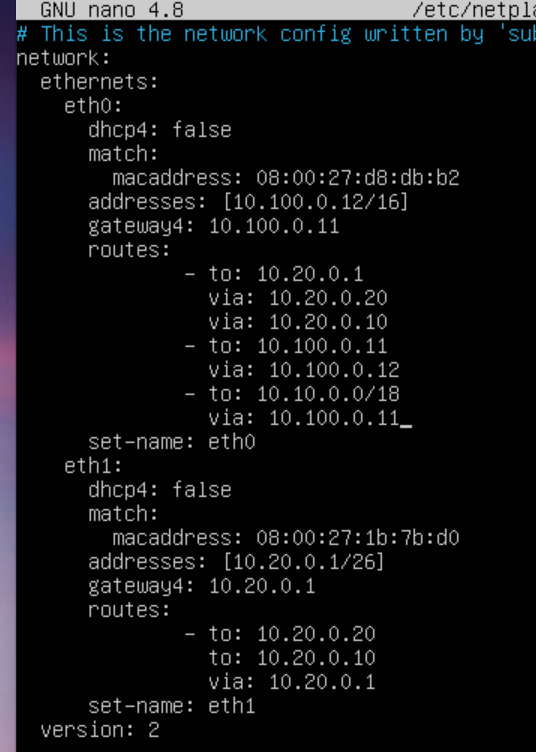 GNU nano 4.8 /etc/netpla
# This is the network config written by 'sub
network:
  ethernets:
    eth0:
      dhcp4: false
      match:
        macaddress: 08:00:27:d8:db:b2
      addresses: [10.100.0.12/16]
      gateway4: 10.100.0.11
      routes:
              - to: 10.20.0.1
                via: 10.20.0.20
                via: 10.20.0.10
              - to: 10.100.0.11
                via: 10.100.0.12
              - to: 10.10.0.0/18
                via: 10.100.0.11_
      set-name: eth0
    eth1:
      dhcp4: false
      match:
        macaddress: 08:00:27:1b:7b:d0
      addresses: [10.20.0.1/26]
      gateway4: 10.20.0.1
      routes:
              - to: 10.20.0.20
                to: 10.20.0.10
                via: 10.20.0.1
      set-name: eth1
  version: 2